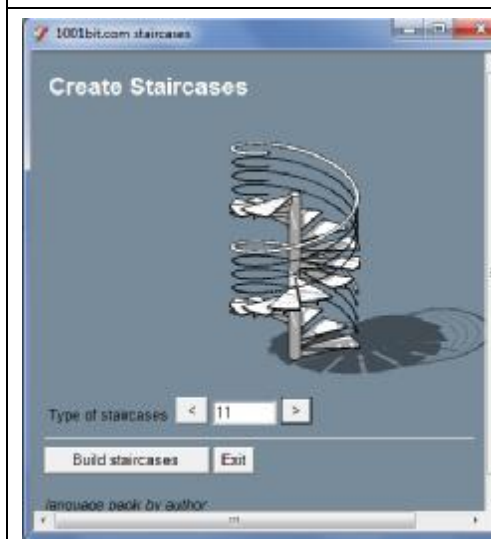 1001bit.com staircases
Create Staircases
Type of staircases < 11 >
Build staircases Exit
language pack by author